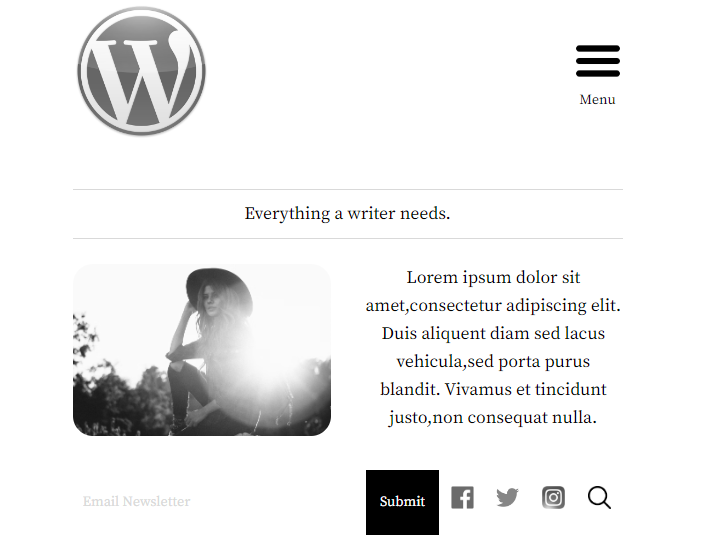 W
Menu
Everything a writer needs.
Lorem ipsum dolor sit
amet,consectetur adipiscing elit.
Duis aliquent diam sed lacus
vehicula,sed porta purus
blandit. Vivamus et tincidunt
justo,non consequat nulla.
Email Newsletter
Submit